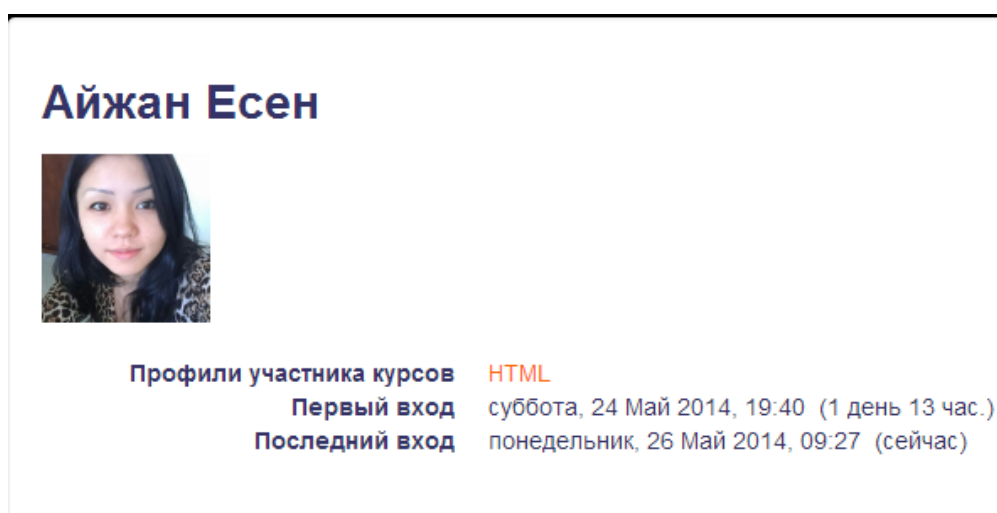 Айжан Есен
Профили участника курсов HTML
Первый вход суббота, 24 Май 2014, 19:40 (1 день 13 час.)
Последний вход понедельник, 26 Май 2014, 09:27 (сейчас)